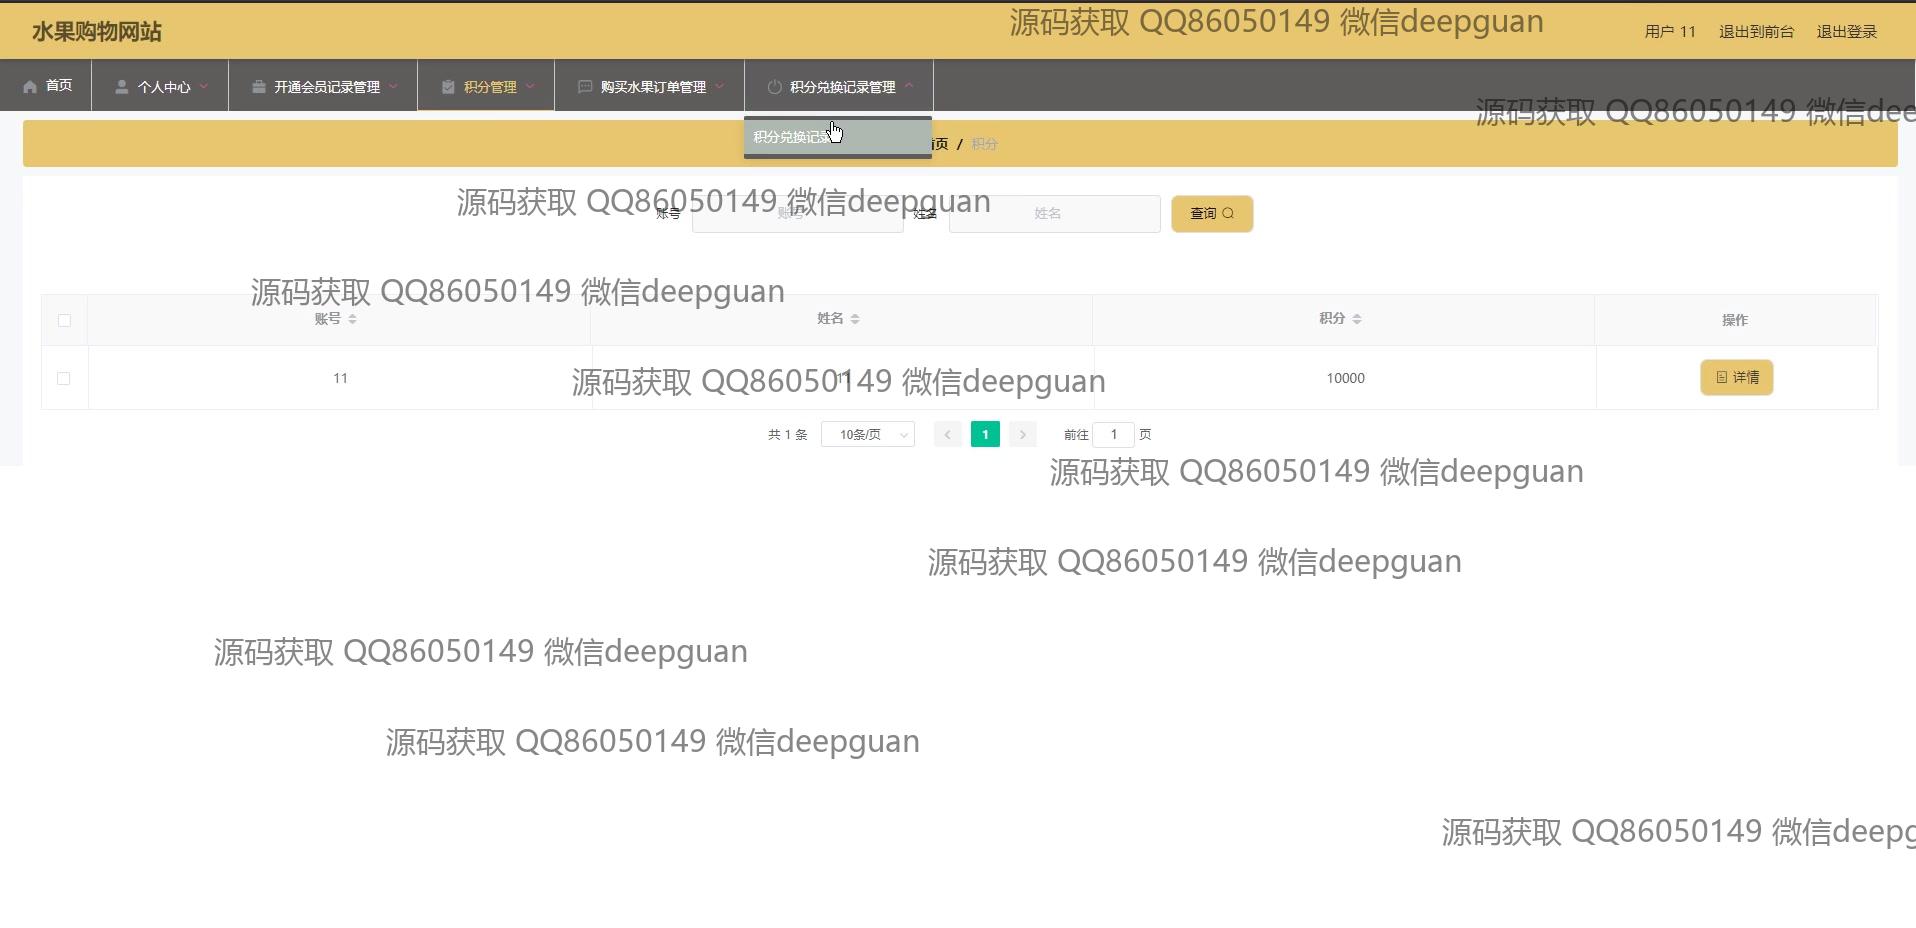 水果购物网站
源码获取 QQ86050149 微信deepguan
用户 11 退出到前台 退出登录
首页 个人中心 开通会员记录管理 积分管理 购买水果订单管理 积分兑换记录管理
源码获取 QQ86050149 微信deep
积分兑换记录
首页 / 积分
源码获取 QQ86050149 微信deepguan
账号 账号 姓名 姓名 查询
源码获取 QQ86050149 微信deepguan
账号 姓名 积分 操作
11 11 10000 详情
源码获取 QQ86050149 微信deepguan
共 1 条 10条/页 1 前往 1 页
源码获取 QQ86050149 微信deepguan
源码获取 QQ86050149 微信deepguan
源码获取 QQ86050149 微信deepguan
源码获取 QQ86050149 微信deepguan
源码获取 QQ86050149 微信deepg